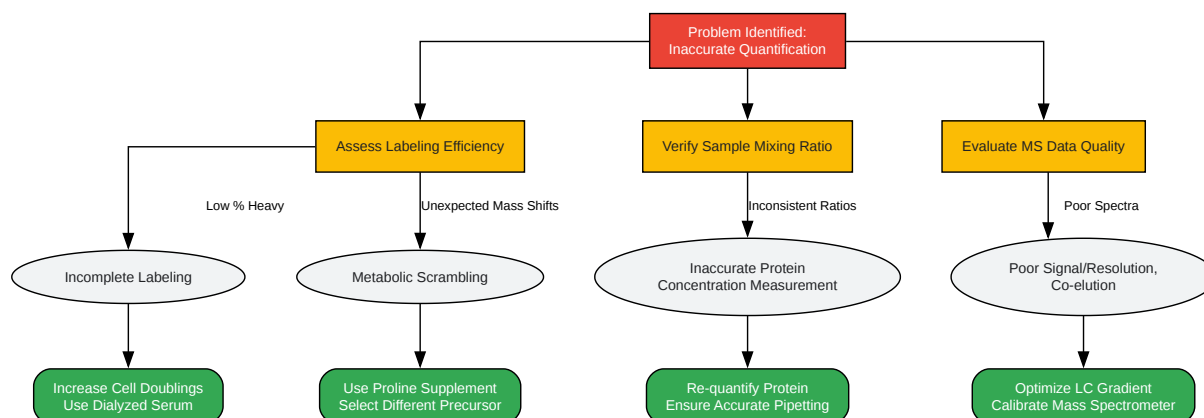 Problem Identified:
Inaccurate Quantification
Assess Labeling Efficiency
Verify Sample Mixing Ratio
Evaluate MS Data Quality
Low % Heavy
Unexpected Mass Shifts
Inconsistent Ratios
Poor Spectra
Incomplete Labeling
Metabolic Scrambling
Inaccurate Protein
Concentration Measurement
Poor Signal/Resolution,
Co-elution
Increase Cell Doublings
Use Dialyzed Serum
Use Proline Supplement
Select Different Precursor
Re-quantify Protein
Ensure Accurate Pipetting
Optimize LC Gradient
Calibrate Mass Spectrometer